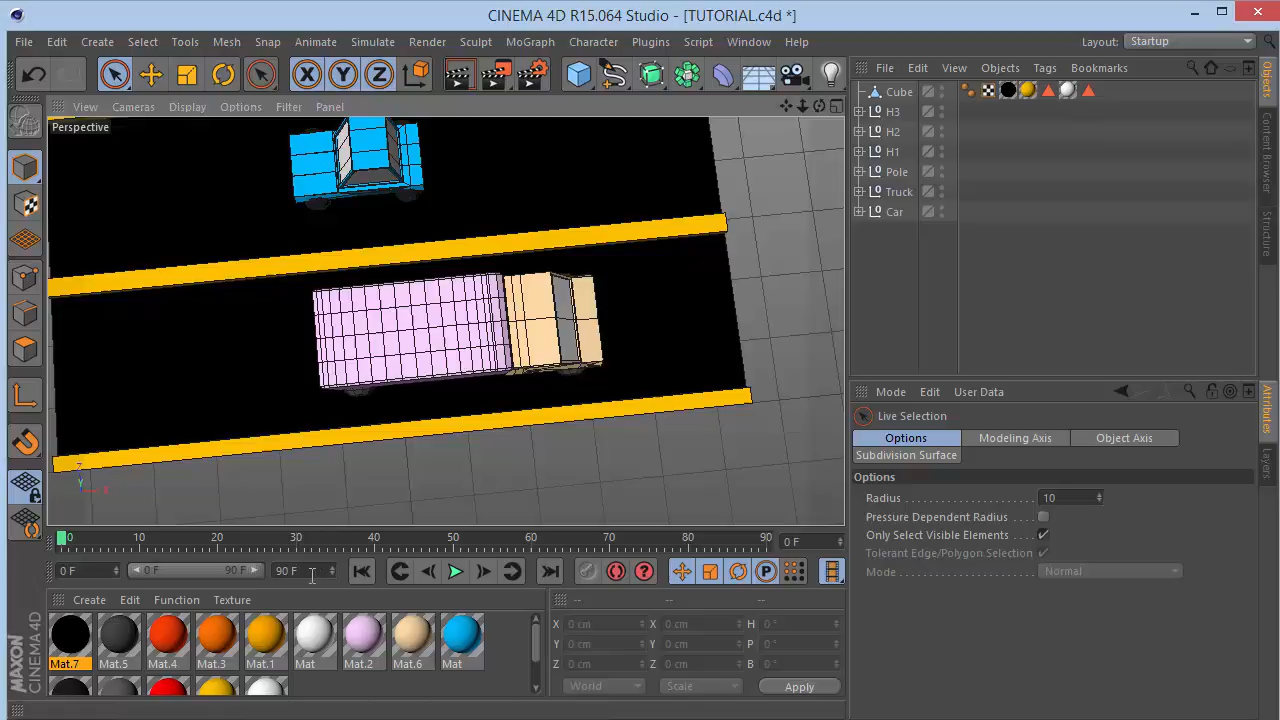 CINEMA 4D R15.064 Studio - [TUTORIAL.c4d *]
File Edit Create Select Tools Mesh Snap Animate Simulate Render Sculpt MoGraph Character Plugins Script Window Help
Layout: Startup
X Y Z
File Edit View Objects Tags Bookmarks
View Cameras Display Options Filter Panel
Perspective
Cube
H3
H2
H1
Pole
Truck
Car
Objects
Content Browser
Structure
Mode Edit User Data
Live Selection
Options Modeling Axis Object Axis
Subdivision Surface
Options
Radius 10
Pressure Dependent Radius
Only Select Visible Elements
Tolerant Edge/Polygon Selection
Mode Normal
Attributes
Layers
Z
Y X
0 10 20 30 40 50 60 70 80 90 0 F
0 F 0 F 90 F 90 F
P
Create Edit Function Texture
Mat.7 Mat.5 Mat.4 Mat.3 Mat.1 Mat Mat.2 Mat.6 Mat
-- -- --
X 0 cm X 0 cm H 0 °
Y 0 cm Y 0 cm P 0 °
Z 0 cm Z 0 cm B 0 °
World Scale Apply
MAXON
CINEMA 4D